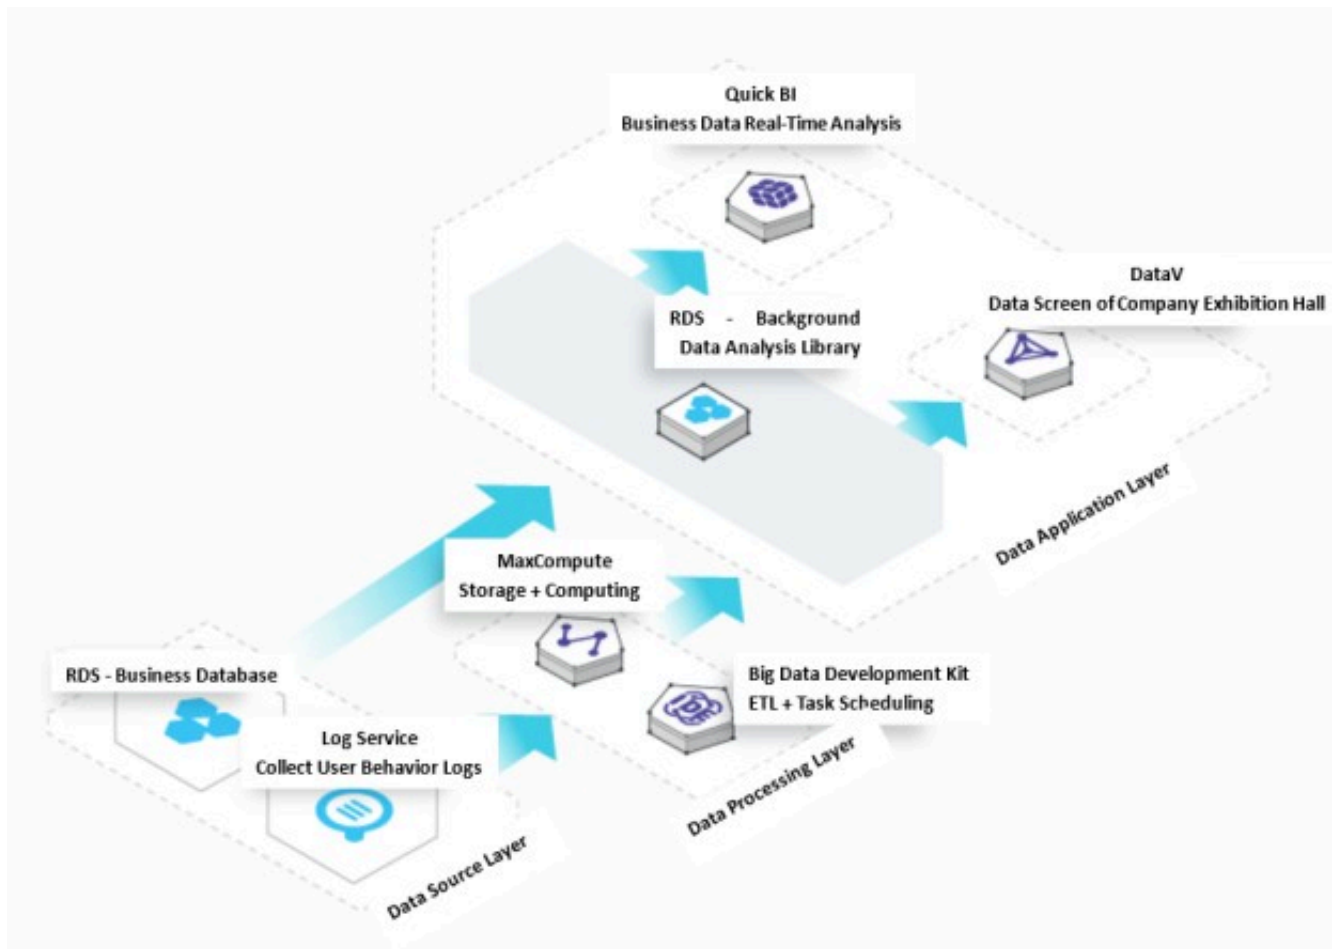 Quick BI
Business Data Real-Time Analysis
DataV
Data Screen of Company Exhibition Hall
RDS - Background
Data Analysis Library
Data Application Layer
MaxCompute
Storage + Computing
Big Data Development Kit
ETL + Task Scheduling
Data Processing Layer
RDS - Business Database
Log Service
Collect User Behavior Logs
Data Source Layer